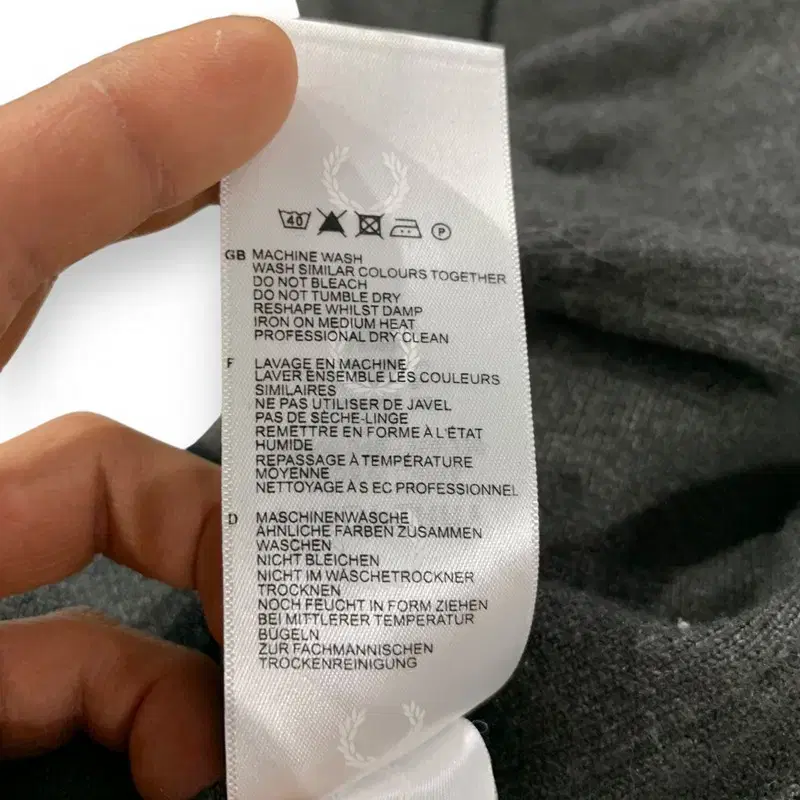 40
P
GB MACHINE WASH
WASH SIMILAR COLOURS TOGETHER
DO NOT BLEACH
DO NOT TUMBLE DRY
RESHAPE WHILST DAMP
IRON ON MEDIUM HEAT
PROFESSIONAL DRY CLEAN
F LAVAGE EN MACHINE
LAVER ENSEMBLE LES COULEURS
SIMILAIRES
NE PAS UTILISER DE JAVEL
PAS DE SÈCHE-LINGE
REMETTRE EN FORME À L'ÉTAT
HUMIDE
REPASSAGE À TEMPÉRATURE
MOYENNE
NETTOYAGE À S EC PROFESSIONNEL
D MASCHINENWÄSCHE
ÄHNLICHE FARBEN ZUSAMMEN
WASCHEN
NICHT BLEICHEN
NICHT IM WÄSCHETROCKNER
TROCKNEN
NOCH FEUCHT IN FORM ZIEHEN
BEI MITTLERER TEMPERATUR
BÜGELN
ZUR FACHMÄNNISCHEN
TROCKENREINIGUNG